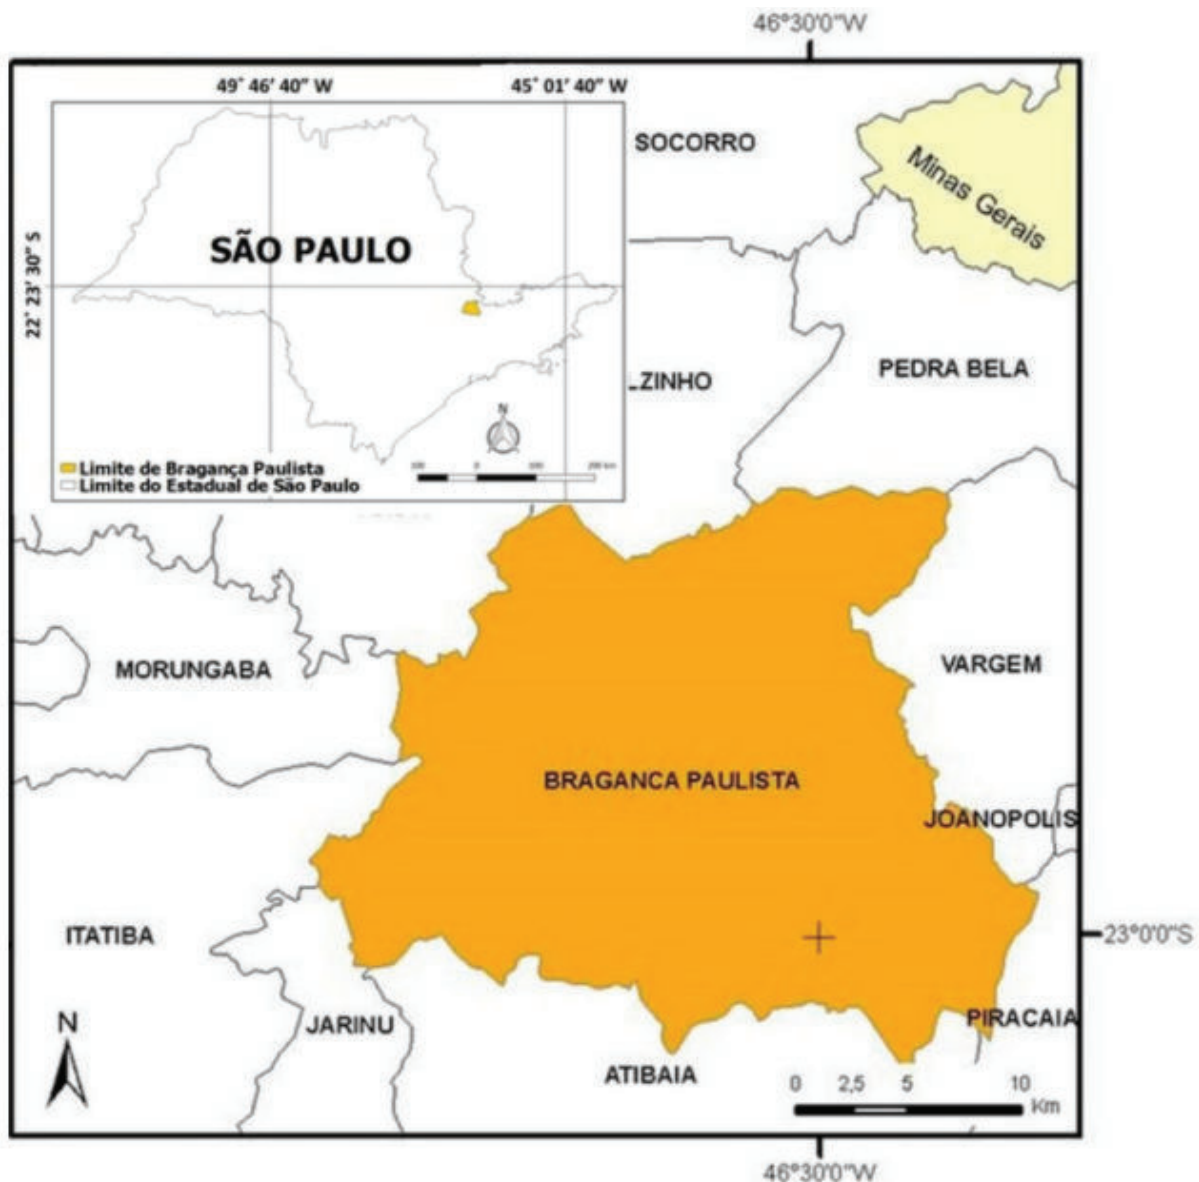 46°30'0"W
49° 46' 40" W
45° 01' 40" W
SOCORRO
Minas Gerais
SÃO PAULO
22° 23' 30" S
PEDRA BELA
ZINHO
N
Limite de Bragança Paulista
Limite do Estadual de São Paulo
MORUNGABA
VARGEM
BRAGANCA PAULISTA
JOANOPOLIS
ITATIBA
23°0'0"S
PIRACAIA
N
JARINU
ATIBAIA
0 2,5 5 10
Km
46°30'0"W